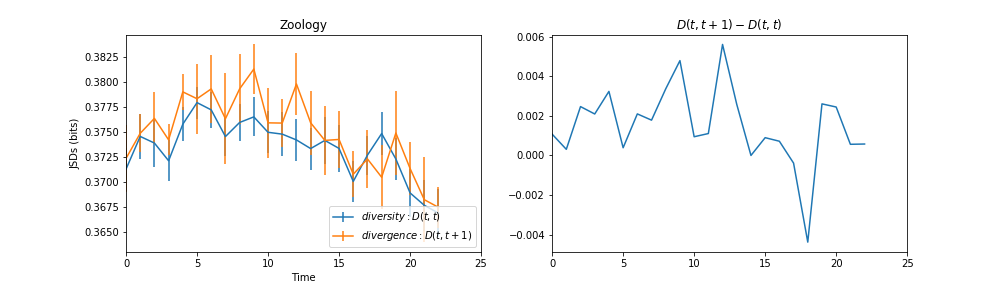 Zoology
JSDs (bits)
0.3825
0.3800
0.3775
0.3750
0.3725
0.3700
0.3675
0.3650
0 5 10 15 20 25
Time
diversity: D(t, t)
divergence: D(t, t + 1)
D(t, t + 1) − D(t, t)
0.006
0.004
0.002
0.000
−0.002
−0.004
0 5 10 15 20 25